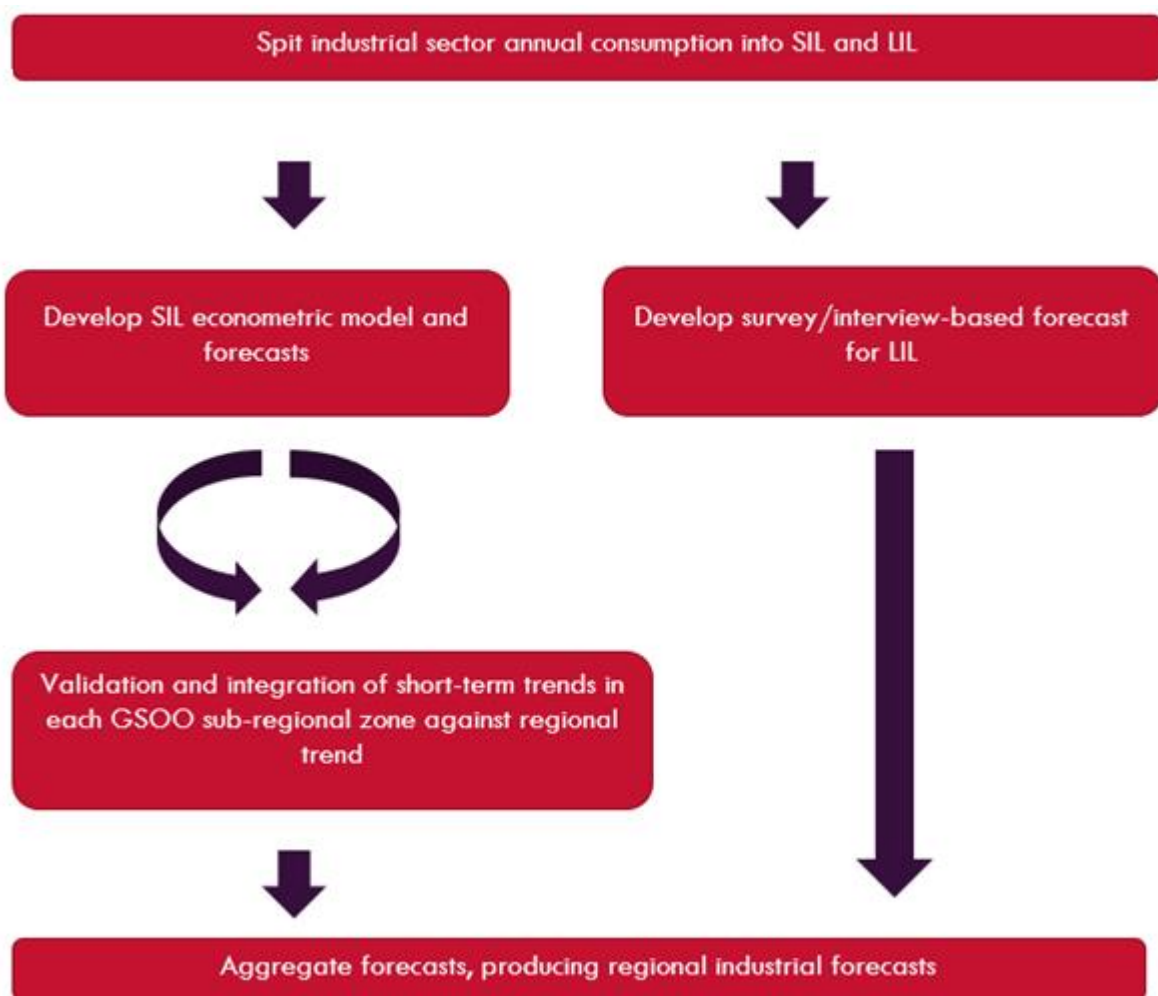 Spit industrial sector annual consumption into SIL and LIL
Develop SIL econometric model and
forecasts
Develop survey/interview-based forecast
for LIL
Validation and integration of short-term trends in
each GSOO sub-regional zone against regional
trend
Aggregate forecasts, producing regional industrial forecasts